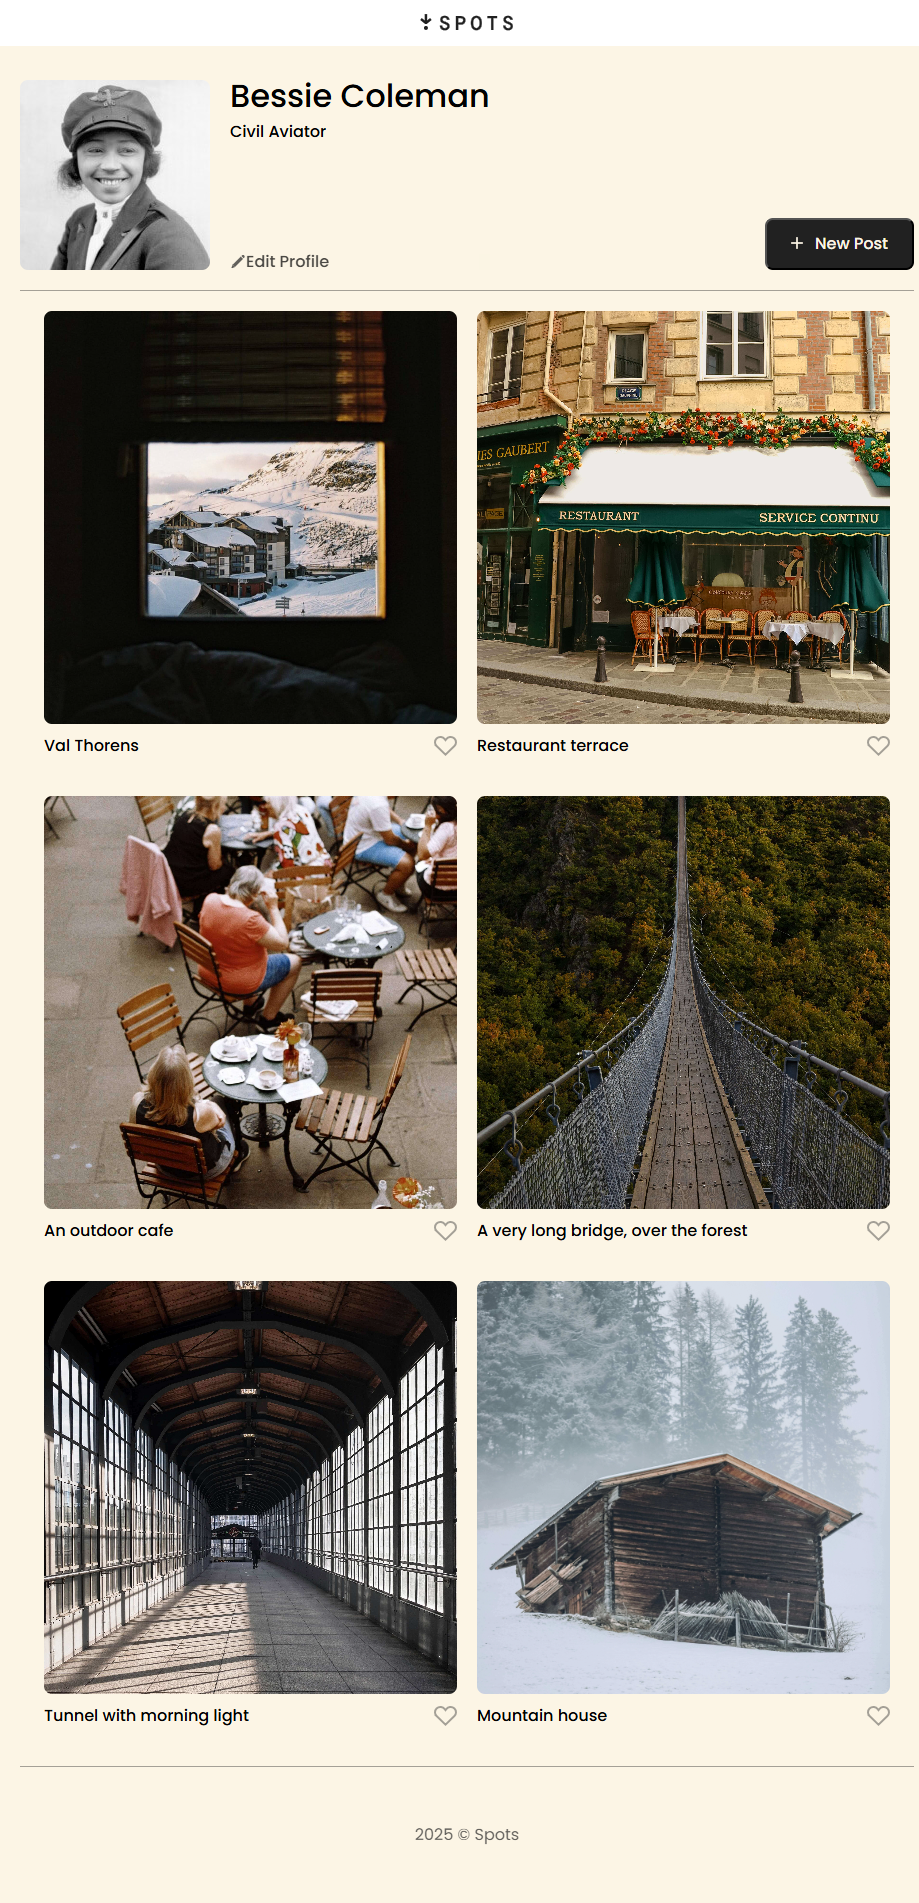 SPOTS
Bessie Coleman
Civil Aviator
Edit Profile
New Post
IES GAUBERT
RESTAURANT
SERVICE CONTINU
Val Thorens
Restaurant terrace
An outdoor cafe
A very long bridge, over the forest
Tunnel with morning light
Mountain house
2025 © Spots